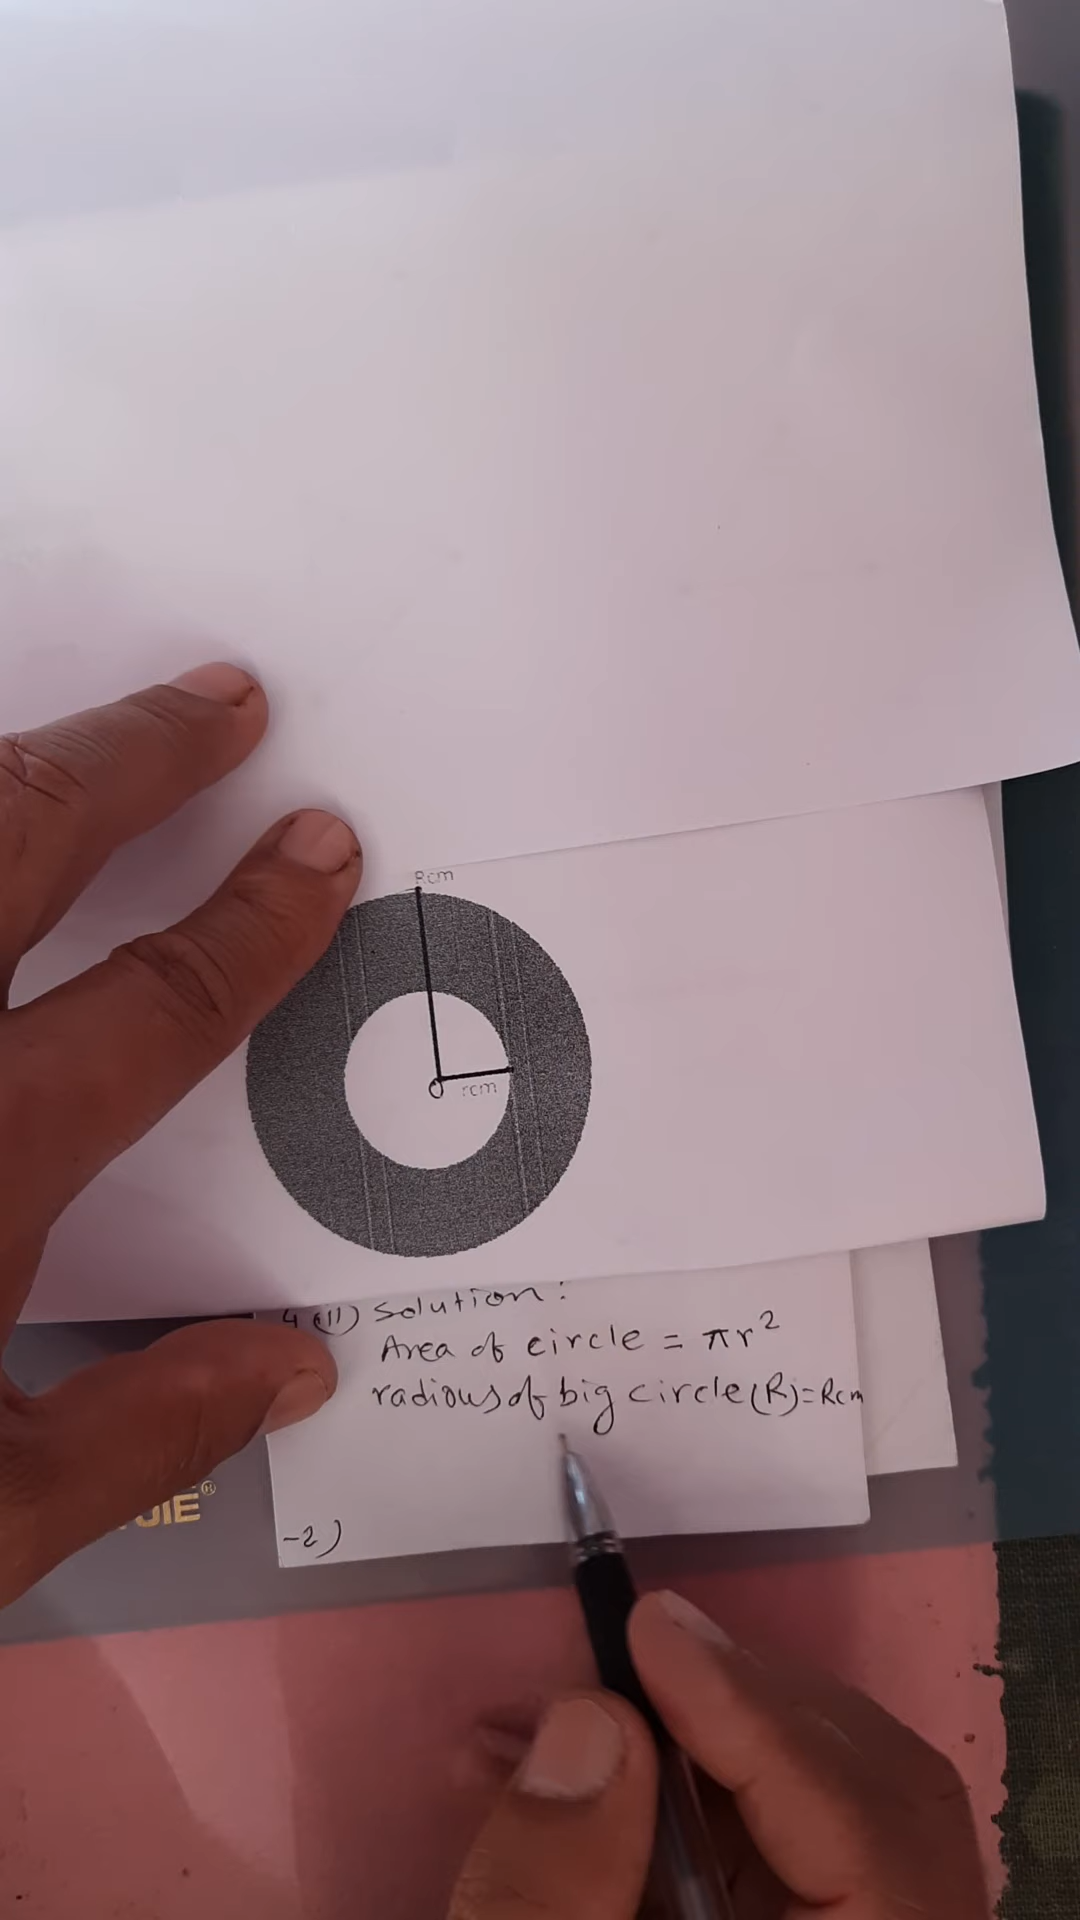 Rcm
O rcm
4 (ii) solution:
Area of circle = πr²
radious of big circle (R) = Rcm
JIE®
-2)